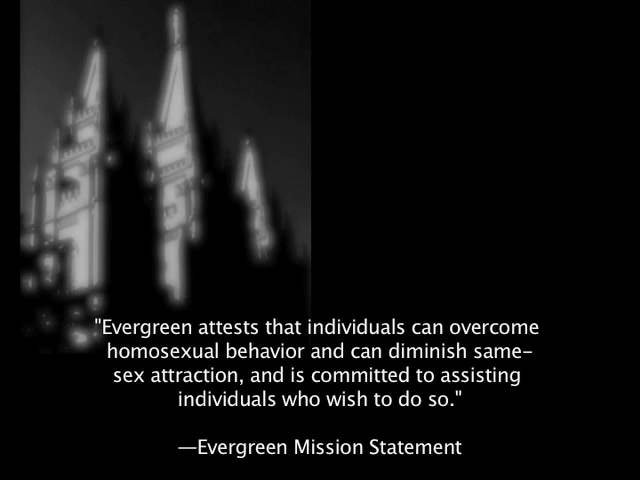 "Evergreen attests that individuals can overcome
homosexual behavior and can diminish same-
sex attraction, and is committed to assisting
individuals who wish to do so."
—Evergreen Mission Statement